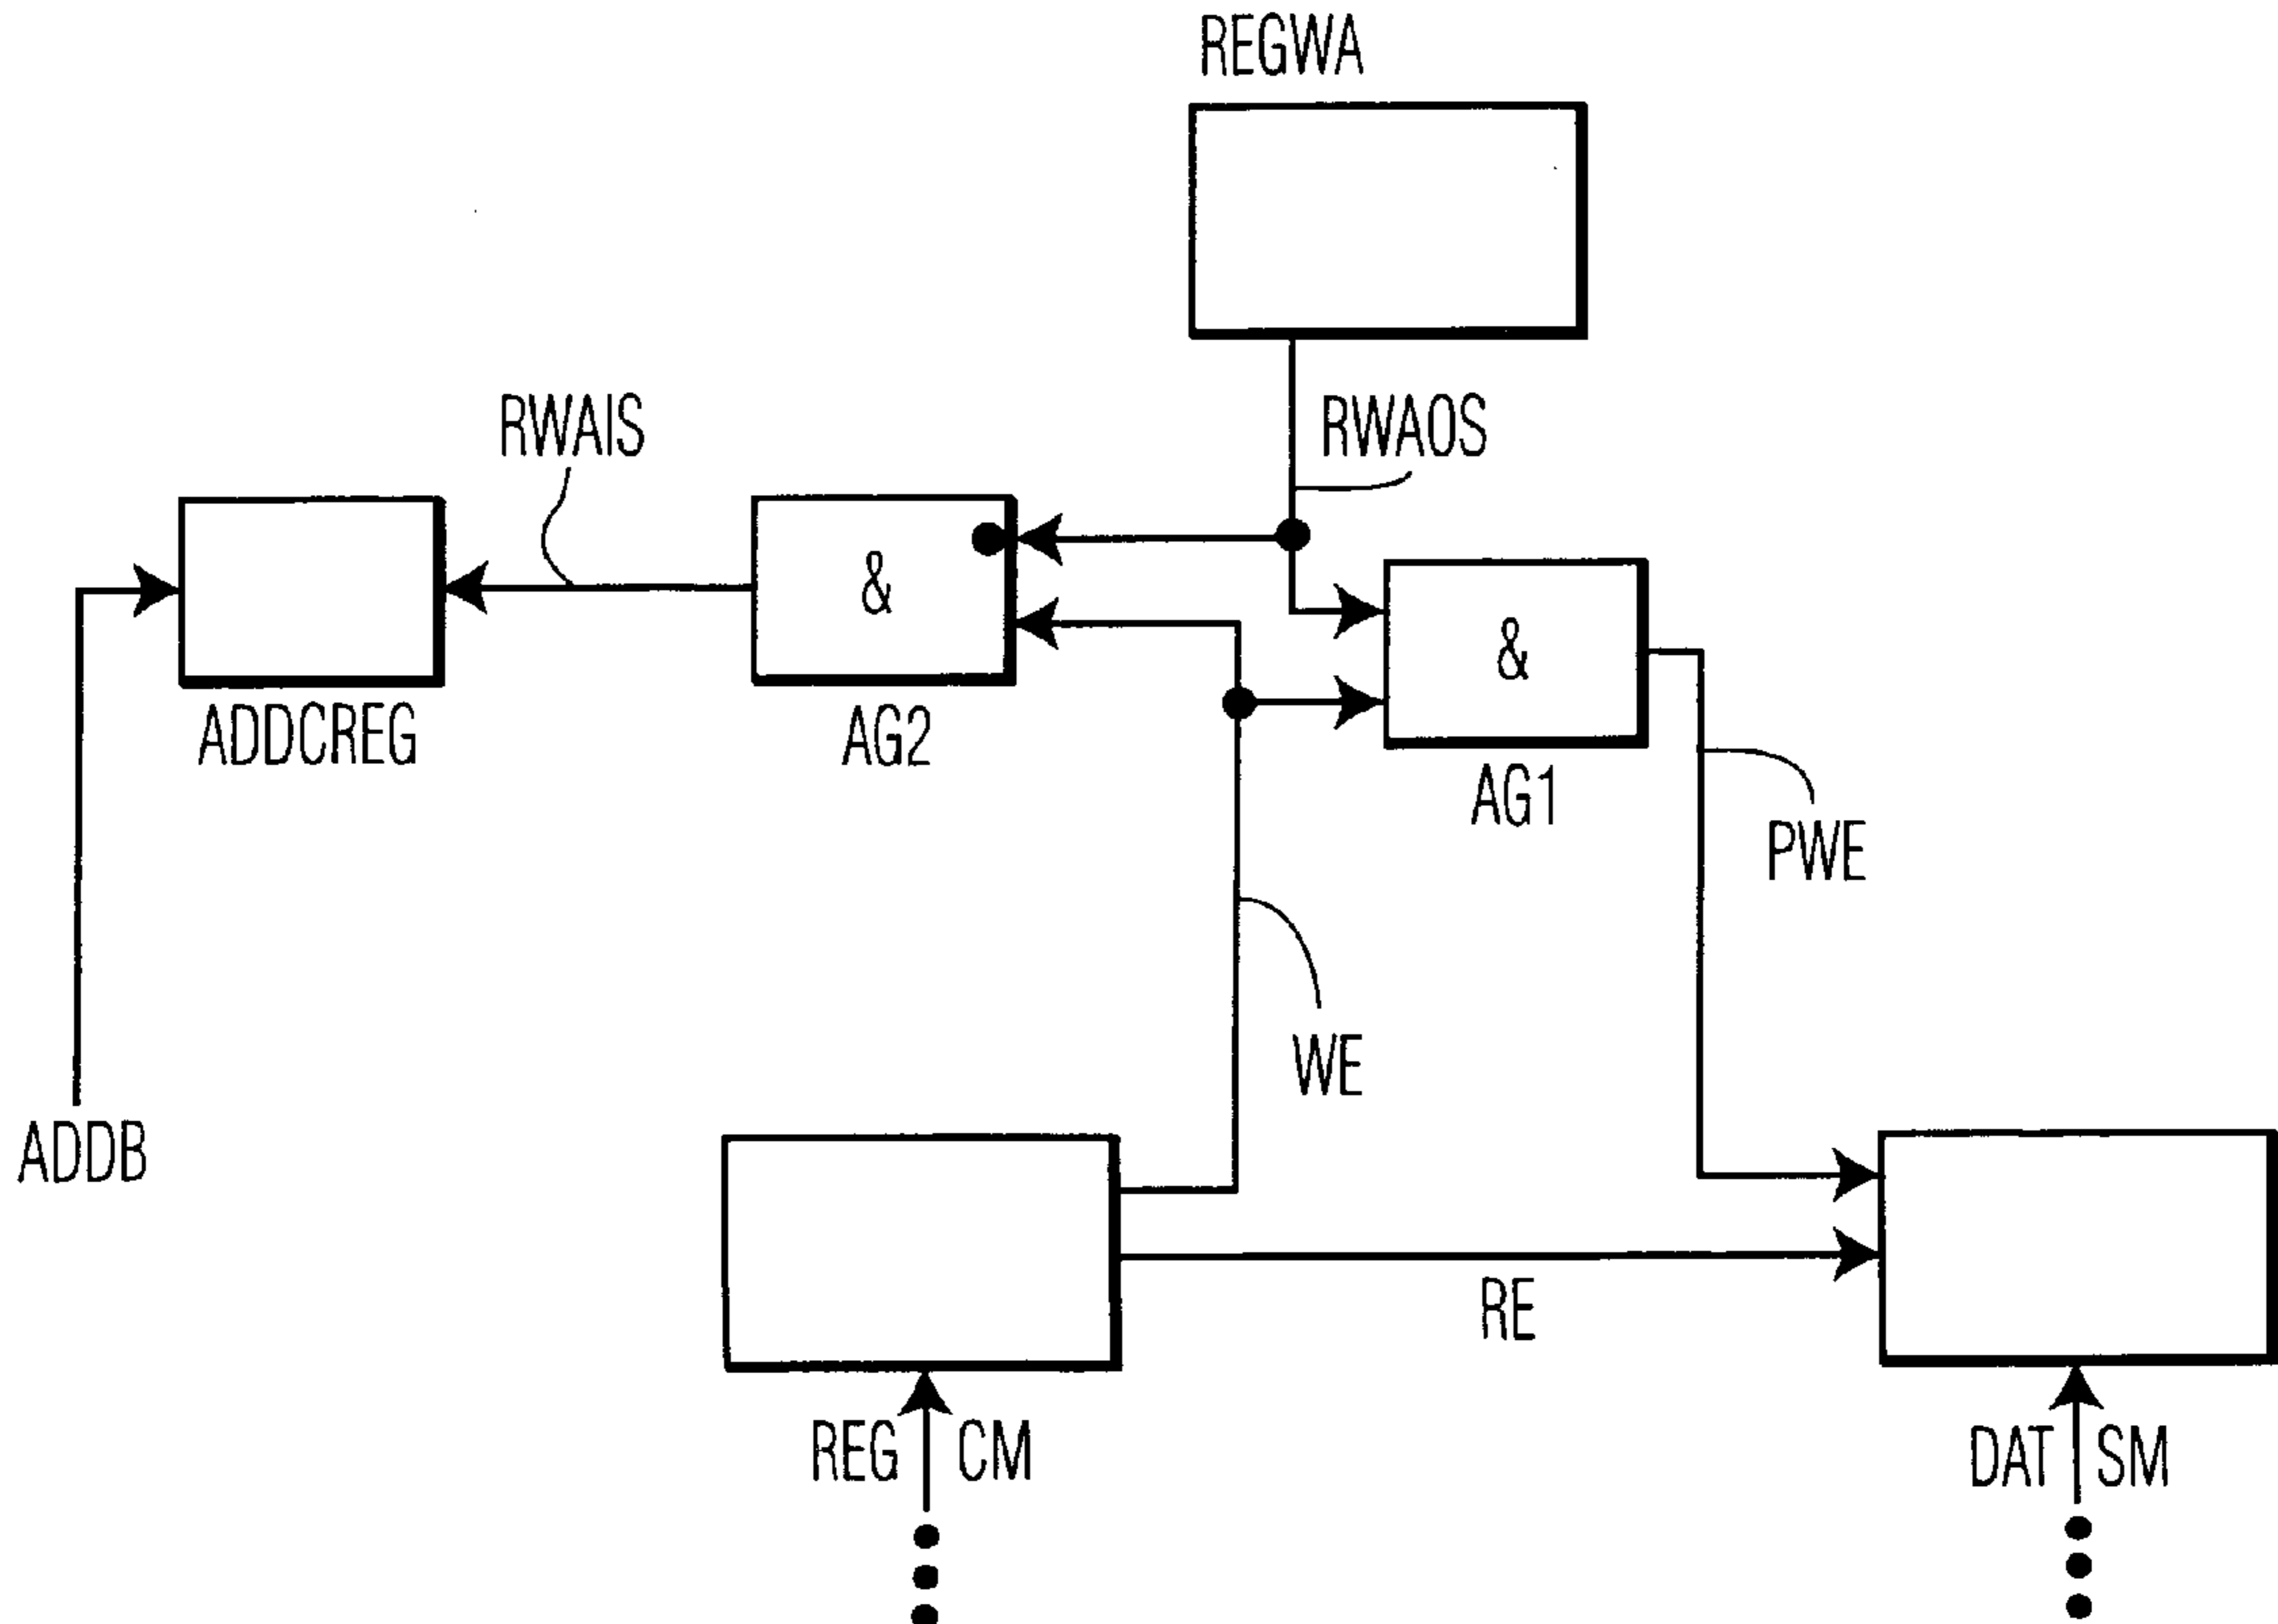 REGWA
RWAIS
RWAOS
&
&
ADDCREG
AG2
AG1
PWE
WE
ADDB
RE
REG CM
DAT SM